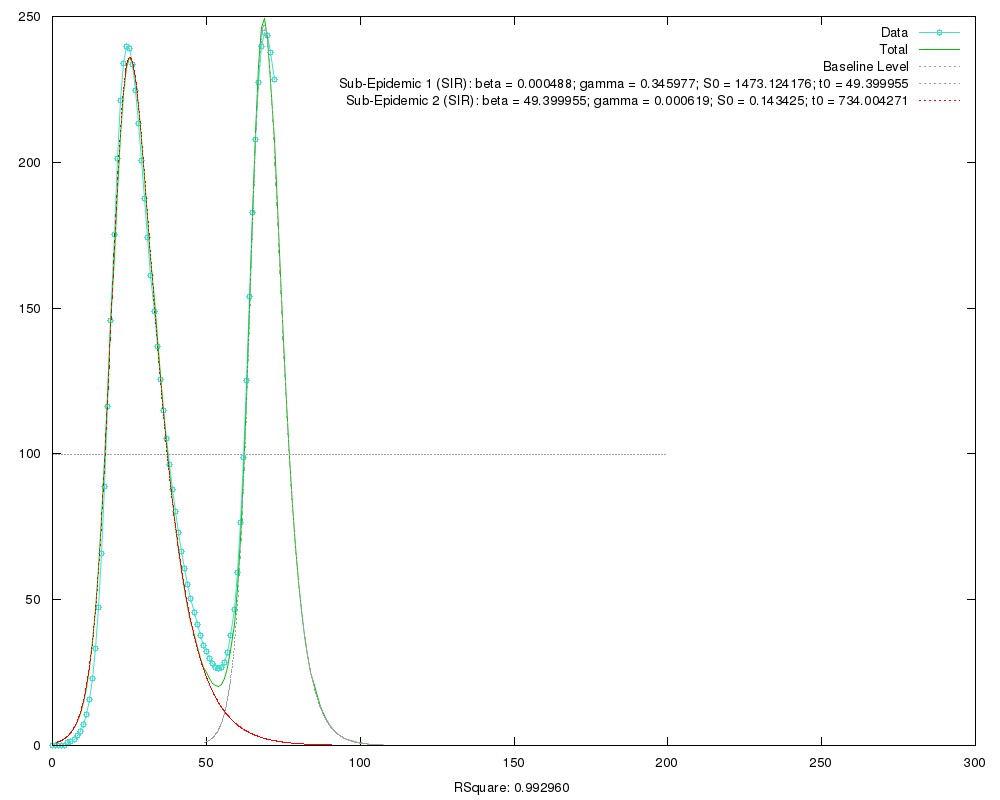 250
200
150
100
50
0
Data
Total
Baseline Level
Sub-Epidemic 1 (SIR): beta = 0.000488; gamma = 0.345977; S0 = 1473.124176; t0 = 49.399955
Sub-Epidemic 2 (SIR): beta = 49.399955; gamma = 0.000619; S0 = 0.143425; t0 = 734.004271
0 50 100 150 200 250 300
RSquare: 0.992960